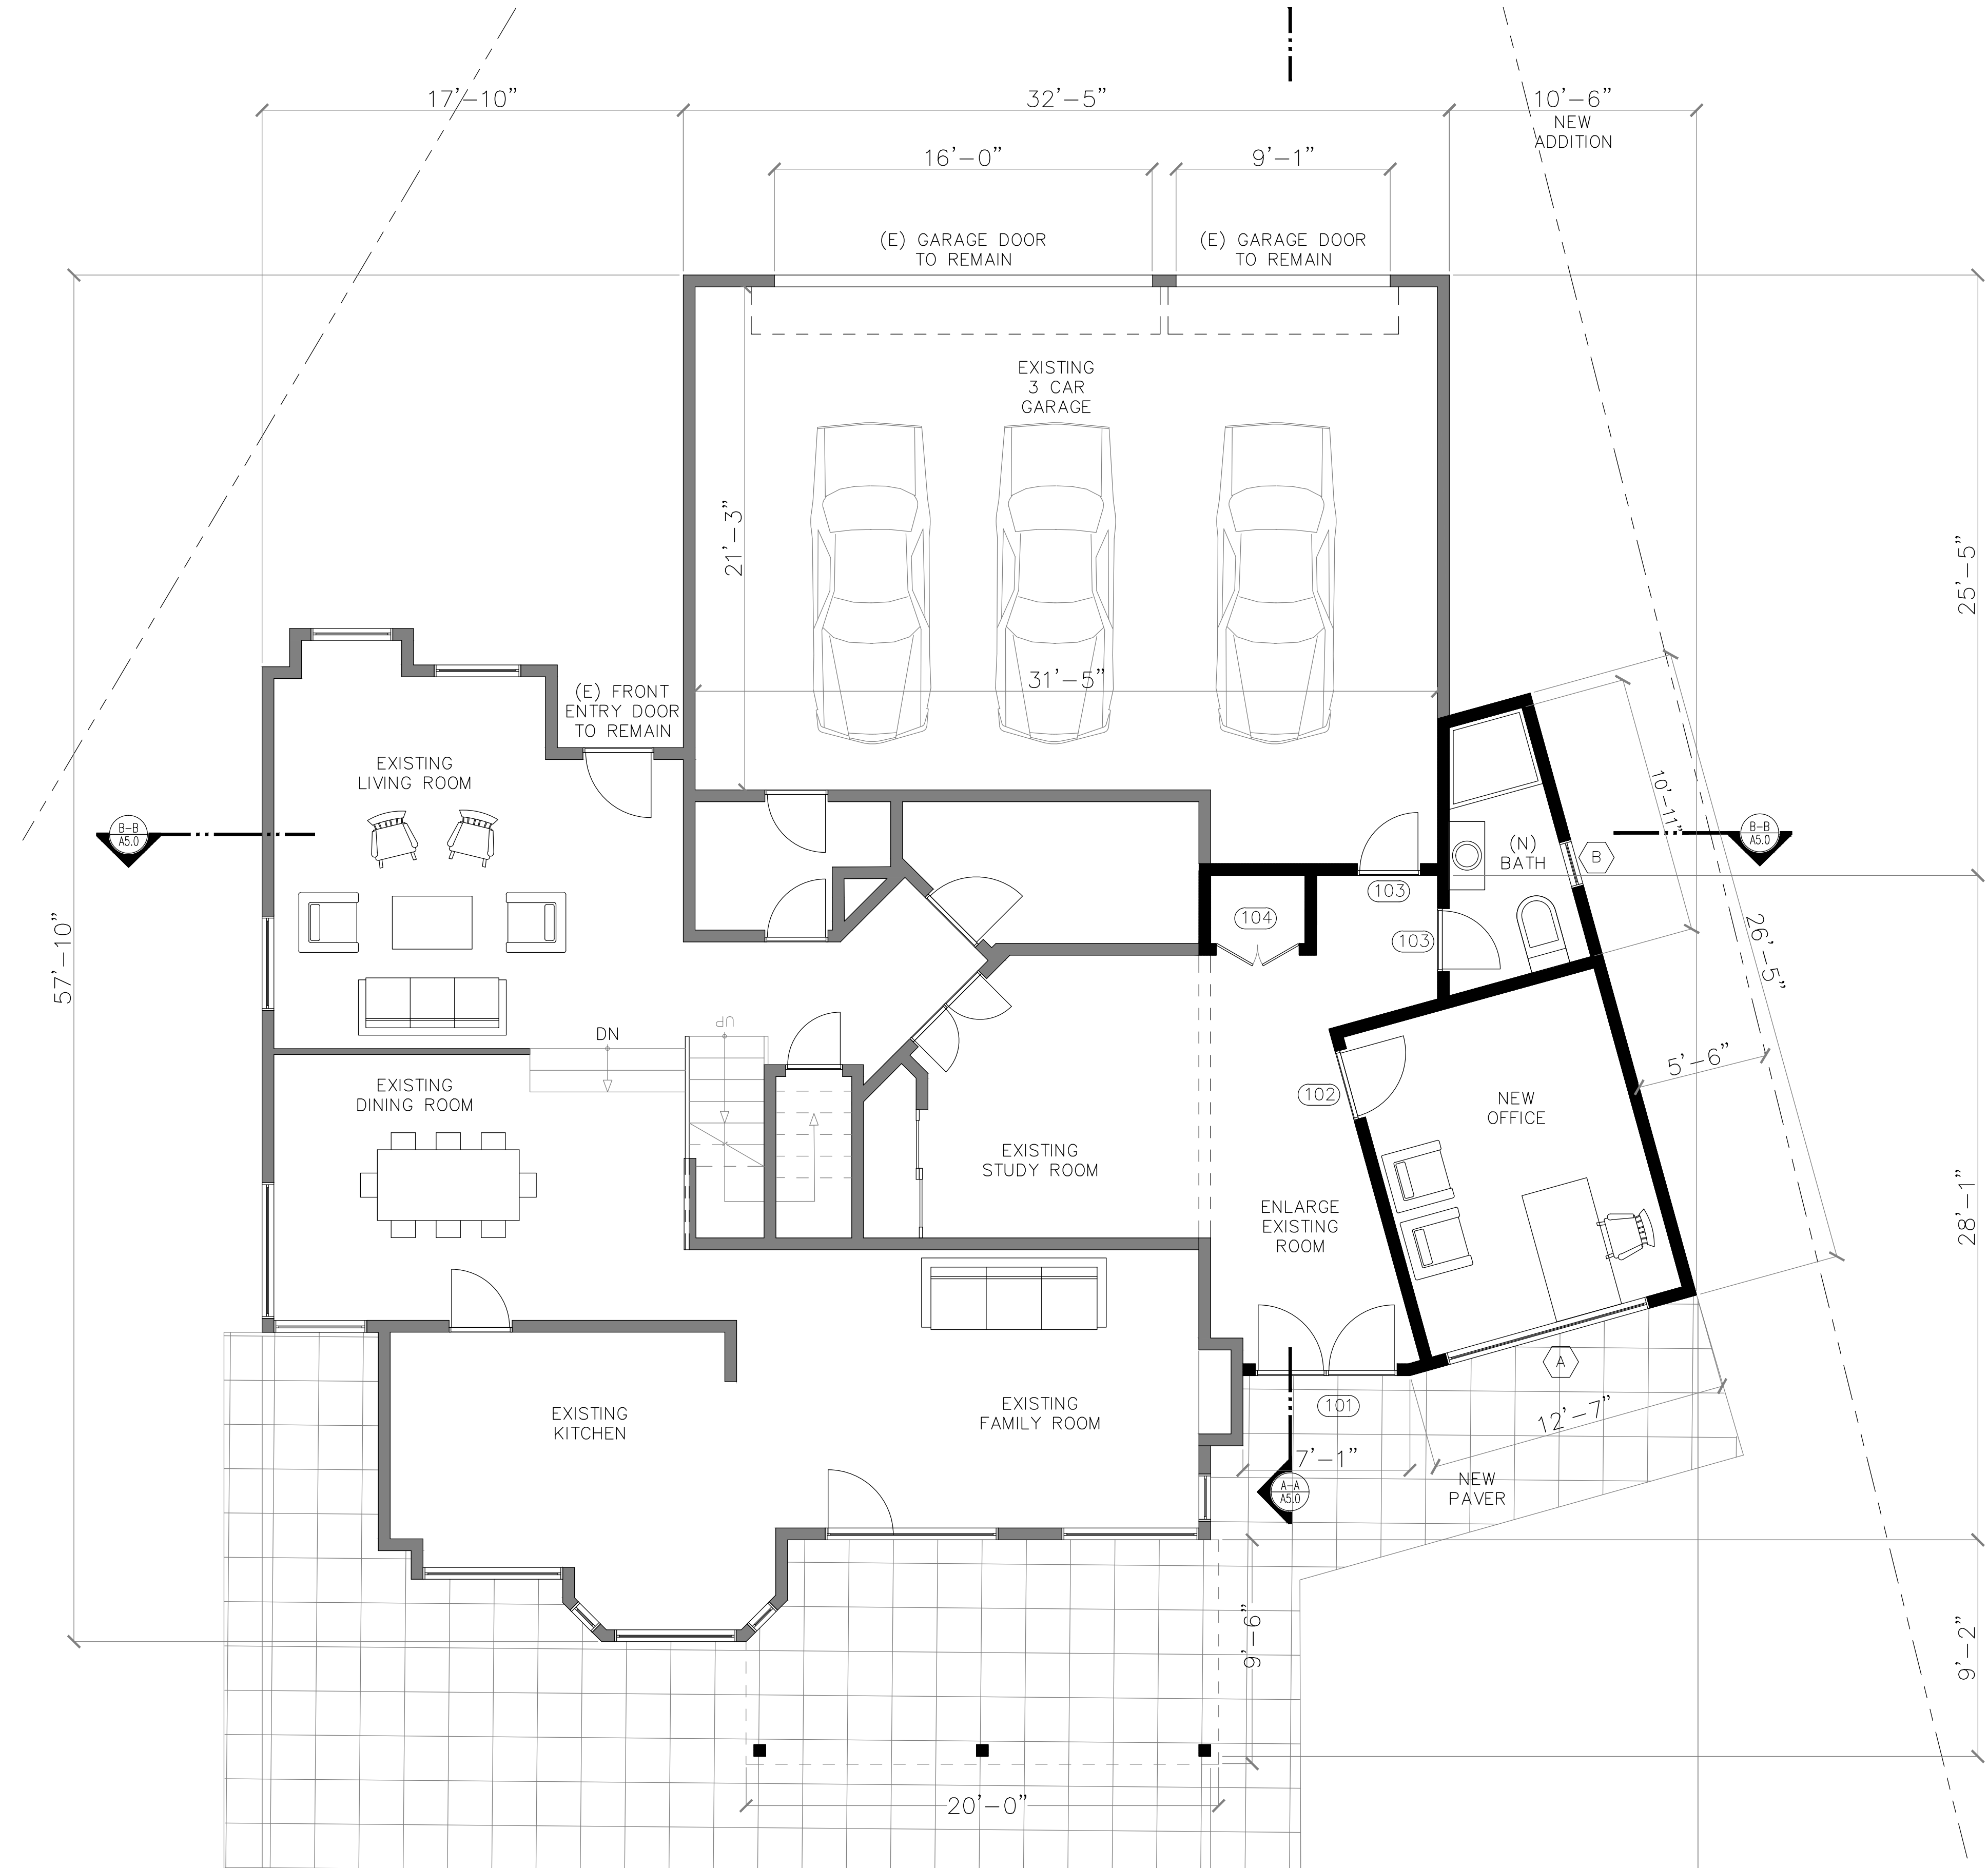 17'-10"
32'-5"
10'-6"
NEW
ADDITION
16'-0"
9'-1"
(E) GARAGE DOOR
TO REMAIN
(E) GARAGE DOOR
TO REMAIN
EXISTING
3 CAR
GARAGE
21'-3"
25'-5"
31'-5"
(E) FRONT
ENTRY DOOR
TO REMAIN
EXISTING
LIVING ROOM
10'-11"
B-B
A5.0
(N)
BATH
B
B-B
A5.0
103
104
103
57'-10"
26'-5"
UP
DN
5'-6"
EXISTING
DINING ROOM
102
NEW
OFFICE
EXISTING
STUDY ROOM
ENLARGE
EXISTING
ROOM
28'-1"
A
EXISTING
KITCHEN
EXISTING
FAMILY ROOM
101
12'-7"
7'-1"
A-A
A5.0
NEW
PAVER
9'-6"
9'-2"
20'-0"